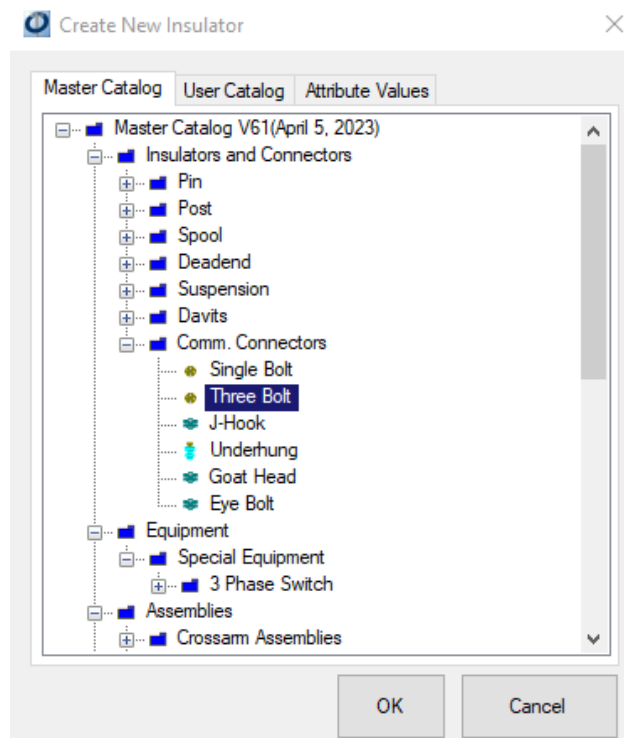 Create New Insulator
Master Catalog User Catalog Attribute Values
Master Catalog V61(April 5, 2023)
Insulators and Connectors
Pin
Post
Spool
Deadend
Suspension
Davits
Comm. Connectors
Single Bolt
Three Bolt
J-Hook
Underhung
Goat Head
Eye Bolt
Equipment
Special Equipment
3 Phase Switch
Assemblies
Crossarm Assemblies
OK Cancel